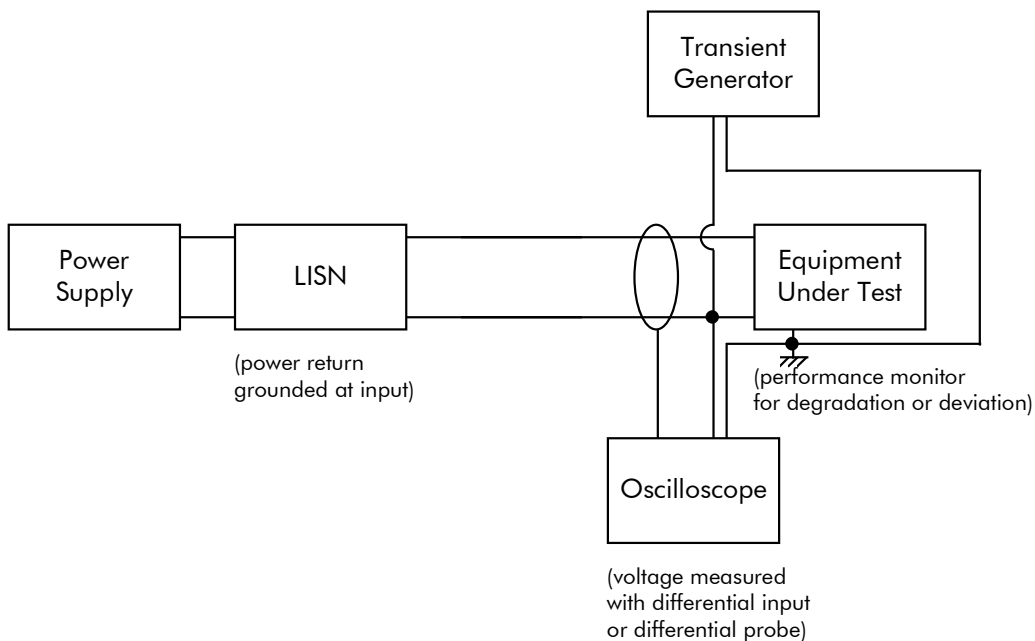 Transient
Generator
Power
Supply
LISN
Equipment
Under Test
(power return
grounded at input)
(performance monitor
for degradation or deviation)
Oscilloscope
(voltage measured
with differential input
or differential probe)